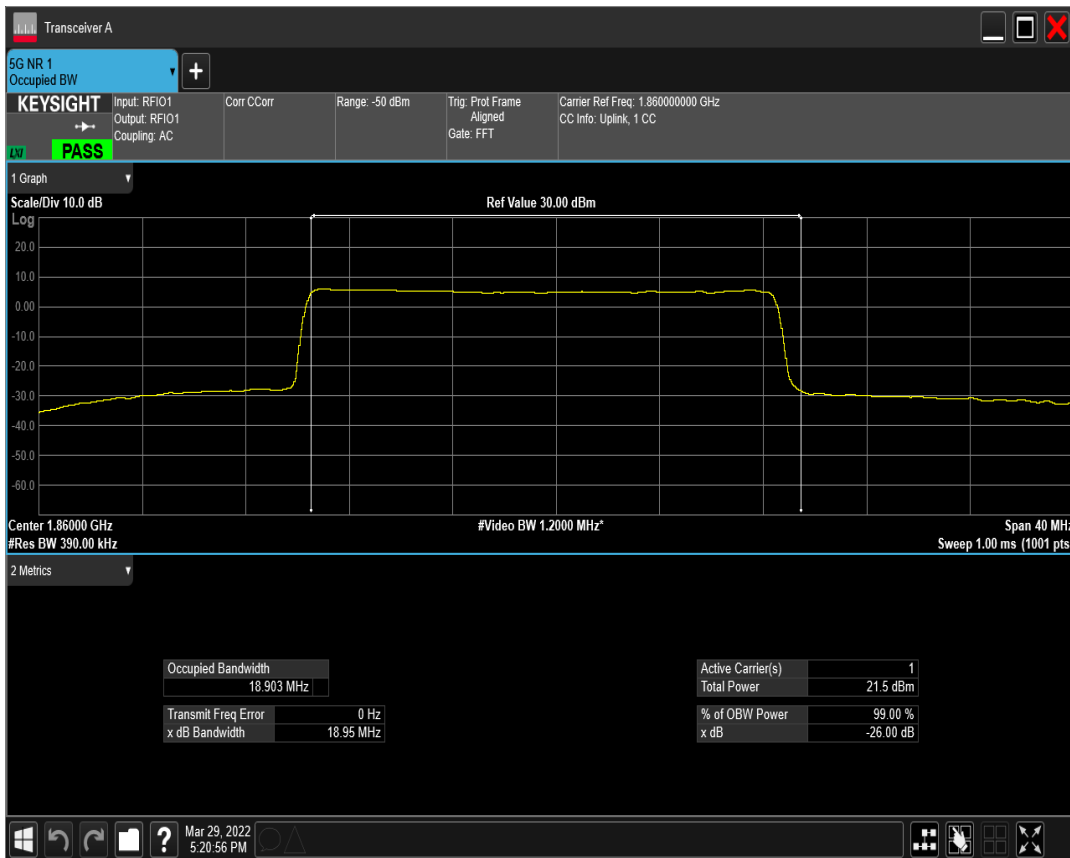 Transceiver A
5G NR 1
Occupied BW
KEYSIGHT
LXI
PASS
Input: RFIO1
Output: RFIO1
Coupling: AC
Corr CCorr
Range: -50 dBm
Trig: Prot Frame
Aligned
Gate: FFT
Carrier Ref Freq: 1.860000000 GHz
CC Info: Uplink, 1 CC
1 Graph
Scale/Div 10.0 dB
Ref Value 30.00 dBm
Log
20.0
10.0
0.00
-10.0
-20.0
-30.0
-40.0
-50.0
-60.0
Center 1.86000 GHz
#Video BW 1.2000 MHz*
Span 40 MHz
#Res BW 390.00 kHz
Sweep 1.00 ms (1001 pts
2 Metrics
Occupied Bandwidth
18.903 MHz
Transmit Freq Error 0 Hz
x dB Bandwidth 18.95 MHz
Active Carrier(s) 1
Total Power 21.5 dBm
% of OBW Power 99.00 %
x dB -26.00 dB
?
Mar 29, 2022
5:20:56 PM